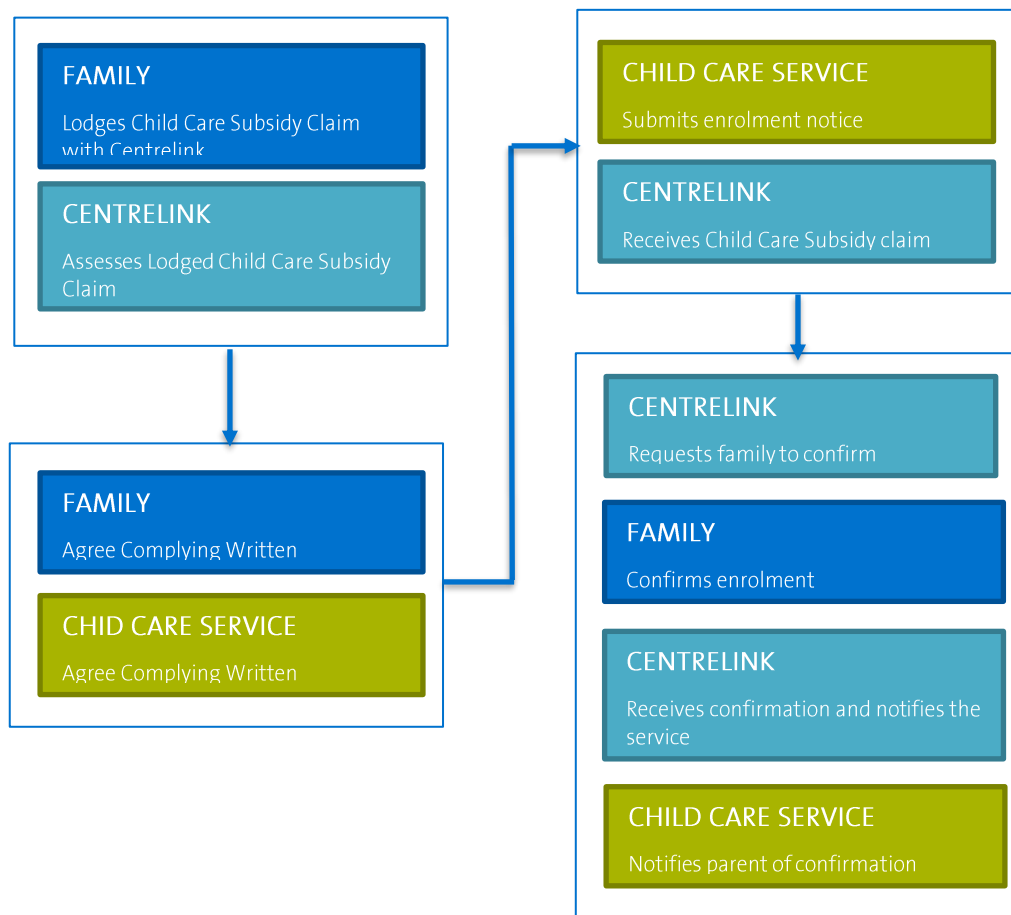 FAMILY
Lodges Child Care Subsidy Claim
with Centrelink
CENTRELINK
Assesses Lodged Child Care Subsidy
Claim
FAMILY
Agree Complying Written
CHID CARE SERVICE
Agree Complying Written
CHILD CARE SERVICE
Submits enrolment notice
CENTRELINK
Receives Child Care Subsidy claim
CENTRELINK
Requests family to confirm
FAMILY
Confirms enrolment
CENTRELINK
Receives confirmation and notifies the
service
CHILD CARE SERVICE
Notifies parent of confirmation